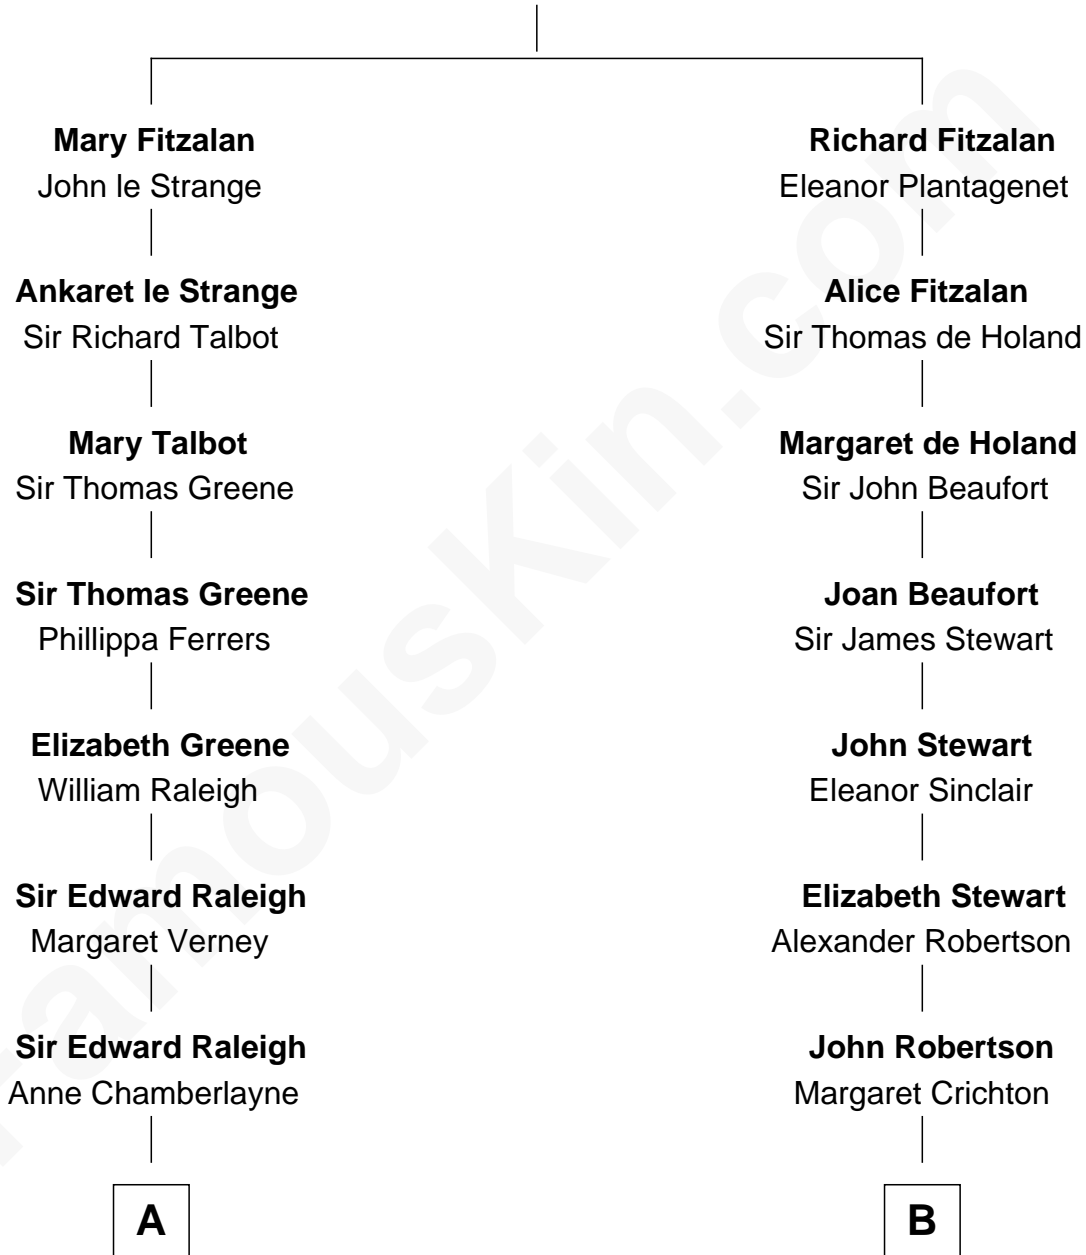 Mary Fitzalan
John le Strange
Richard Fitzalan
Eleanor Plantagenet
Ankaret le Strange
Sir Richard Talbot
Alice Fitzalan
Sir Thomas de Holand
Mary Talbot
Sir Thomas Greene
Margaret de Holand
Sir John Beaufort
Sir Thomas Greene
Phillippa Ferrers
Joan Beaufort
Sir James Stewart
Elizabeth Greene
William Raleigh
John Stewart
Eleanor Sinclair
Sir Edward Raleigh
Margaret Verney
Elizabeth Stewart
Alexander Robertson
Sir Edward Raleigh
Anne Chamberlayne
John Robertson
Margaret Crichton
A
B
FamousKin.com